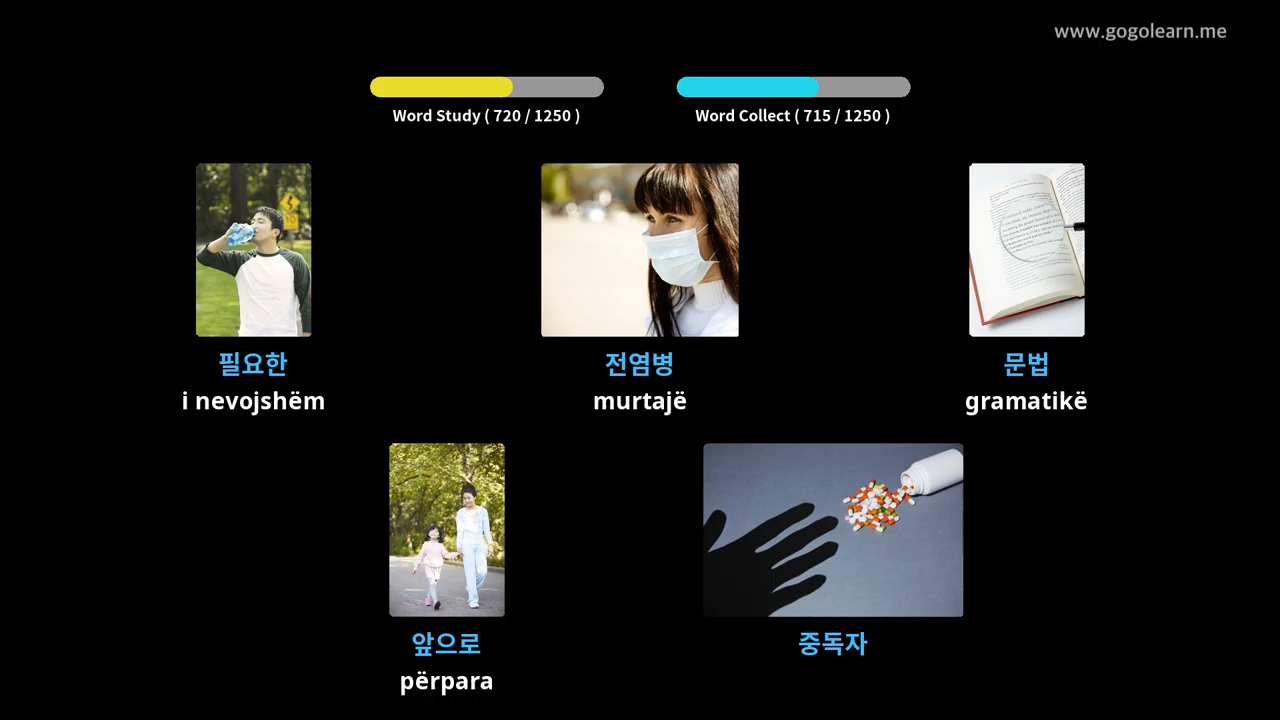 www.gogolearn.me
Word Study ( 720 / 1250 )
Word Collect ( 715 / 1250 )
필요한
i nevojshëm
전염병
murtajë
문법
gramatikë
앞으로
përpara
중독자